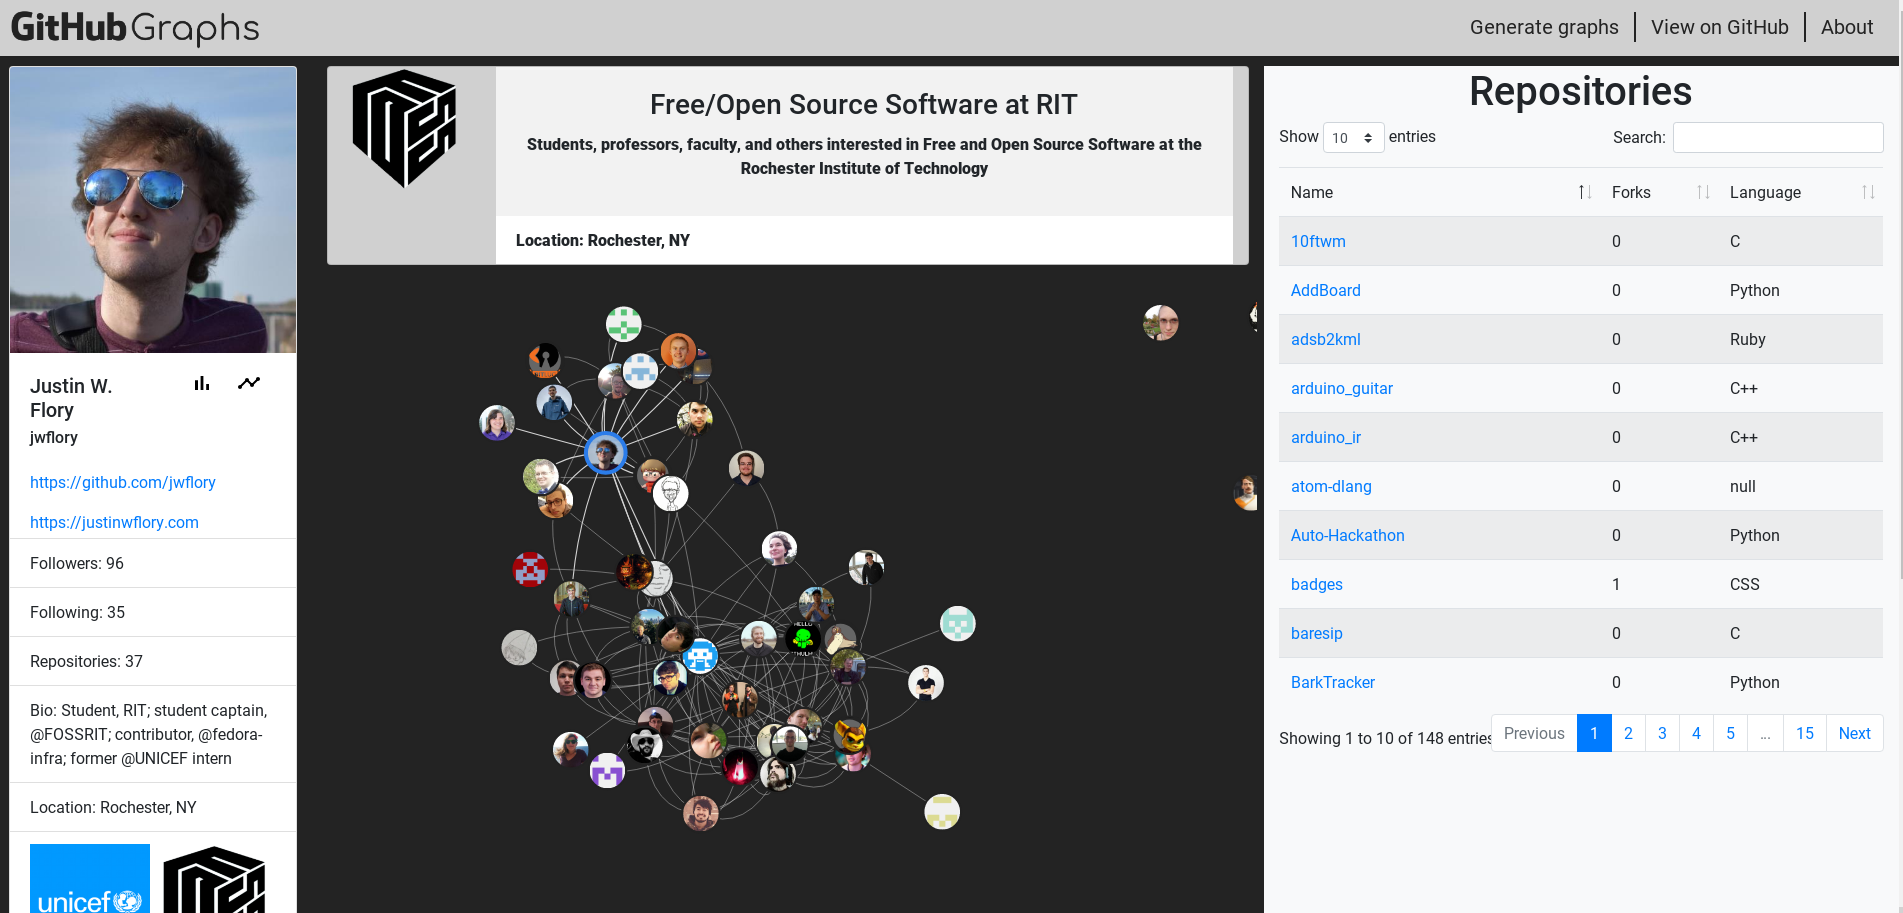 GitHub Graphs
Generate graphs
View on GitHub
About
Justin W.
Flory
jwflory
https://github.com/jwflory
https://justinwflory.com
Followers: 96
Following: 35
Repositories: 37
Bio: Student, RIT; student captain,
@FOSSRIT; contributor, @fedora-
infra; former @UNICEF intern
Location: Rochester, NY
unicef
Free/Open Source Software at RIT
Students, professors, faculty, and others interested in Free and Open Source Software at the
Rochester Institute of Technology
Location: Rochester, NY
HELLO
Repositories
Show 10 entries
Search:
Name Forks Language
10ftwm 0 C
AddBoard 0 Python
adsb2kml 0 Ruby
arduino_guitar 0 C++
arduino_ir 0 C++
atom-dlang 0 null
Auto-Hackathon 0 Python
badges 1 CSS
baresip 0 C
BarkTracker 0 Python
Showing 1 to 10 of 148 entries
Previous 1 2 3 4 5 ... 15 Next